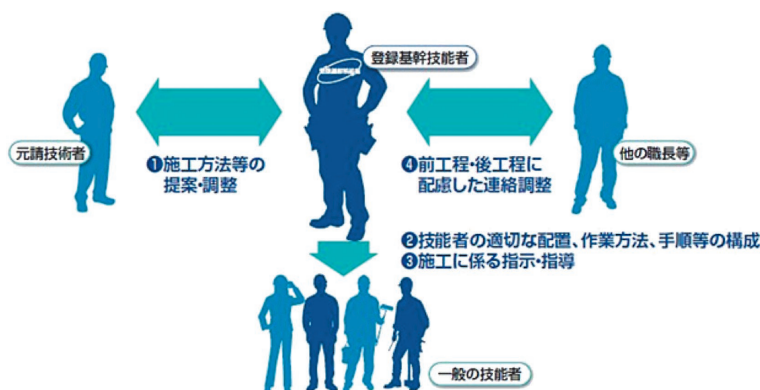 登録基幹技能者
元請技術者
❶施工方法等の
提案・調整
❹前工程・後工程に
配慮した連絡調整
他の職長等
❷技能者の適切な配置、作業方法、手順等の構成
❸施工に係る指示・指導
一般の技能者